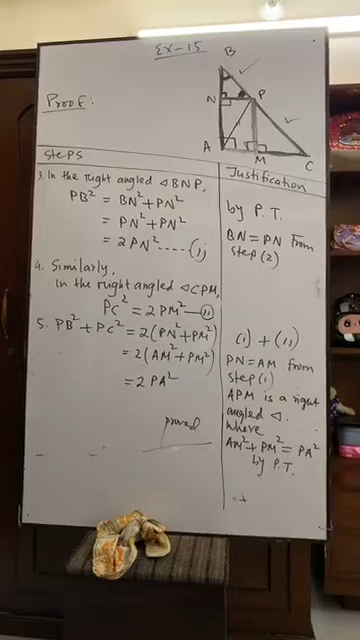 EX-15
Proof:
B
N
P
A
M
C
Steps
Justification
3. In the right angled ⊲ BNP,
PB² = BN² + PN²
= PN² + PN²
= 2PN² ..... (i)
by P.T.
BN = PN from
step (2)
4. Similarly,
in the right angled ⊲ CPM,
PC² = 2PM² — (ii)
5. PB² + PC² = 2(PN² + PM²)
= 2(AM² + PM²)
= 2PA²
proved
(i) + (ii)
PN = AM from
step (1)
APM is a right
angled ⊲.
where
AM² + PM² = PA²
by P.T.